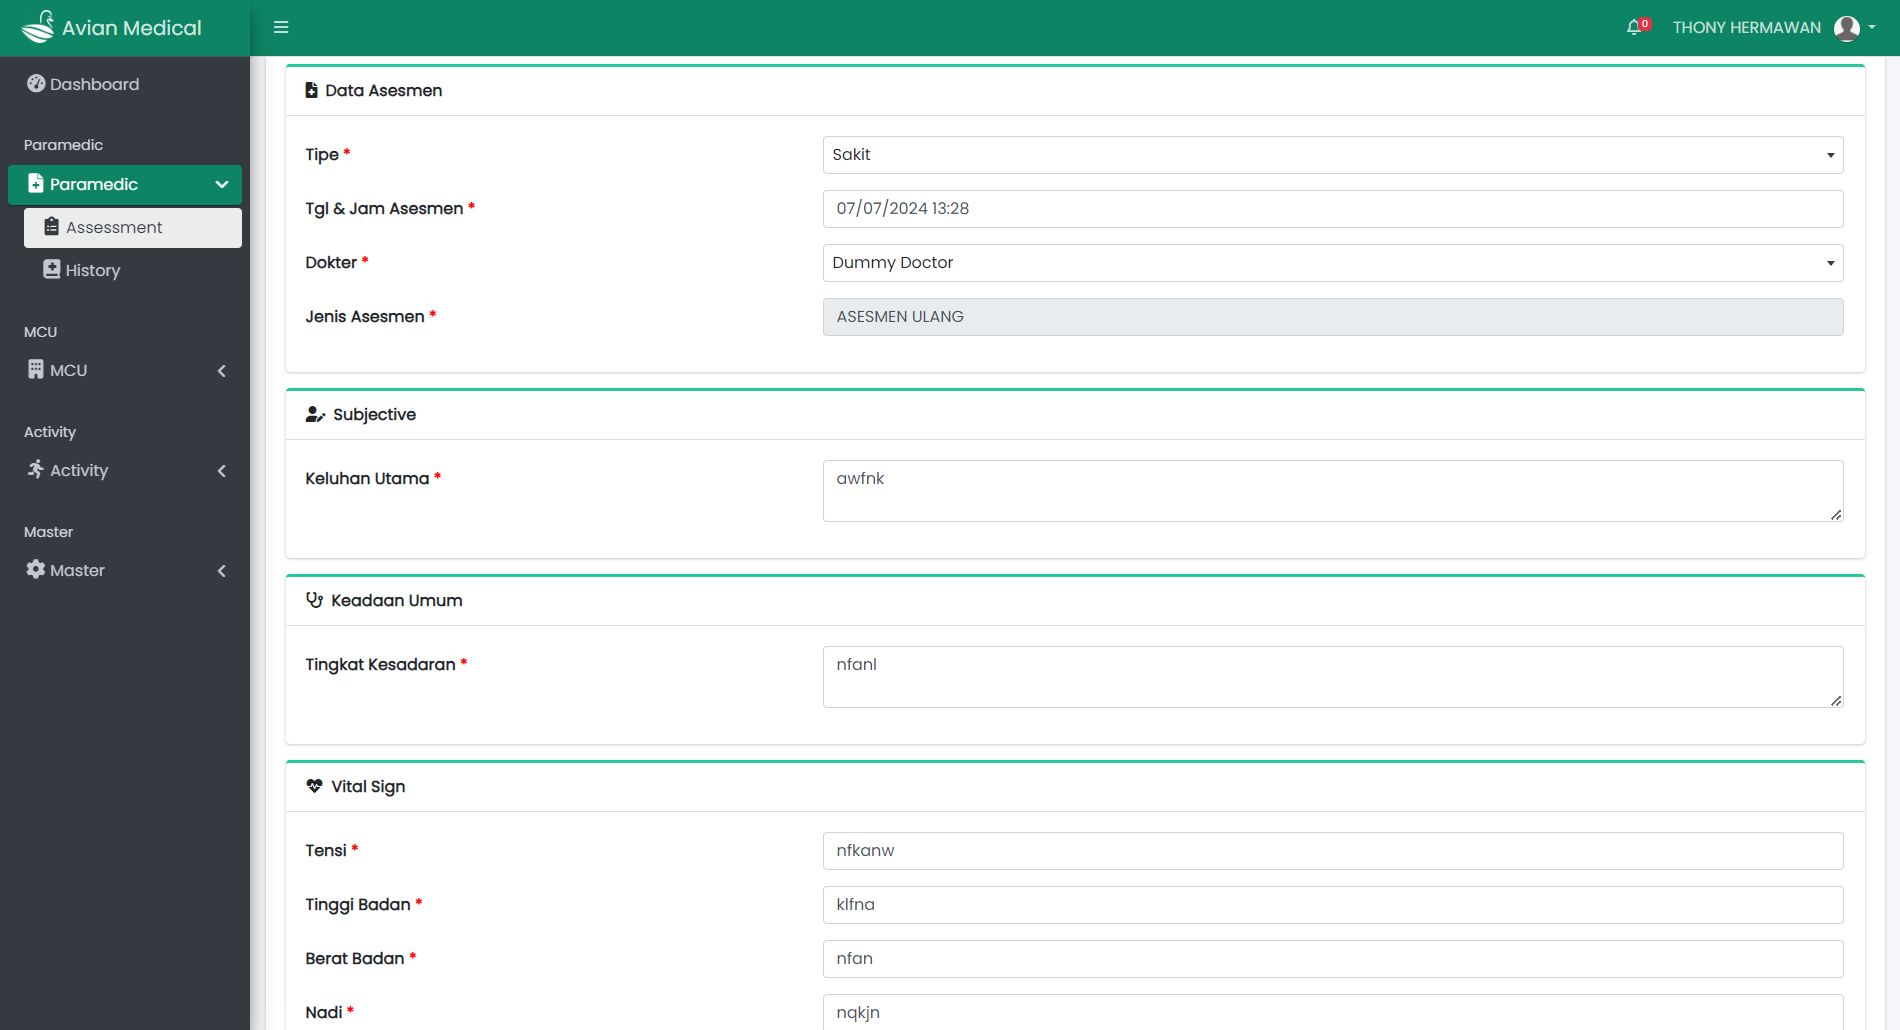 Avian Medical
0
THONY HERMAWAN
Dashboard
Paramedic
Paramedic
Assessment
History
MCU
MCU
Activity
Activity
Master
Master
Data Asesmen
Tipe *
Sakit
Tgl & Jam Asesmen *
07/07/2024 13:28
Dokter *
Dummy Doctor
Jenis Asesmen *
ASESMEN ULANG
Subjective
Keluhan Utama *
awfnk
Keadaan Umum
Tingkat Kesadaran *
nfanl
Vital Sign
Tensi *
nfkanw
Tinggi Badan *
klfna
Berat Badan *
nfan
Nadi *
nqkjn